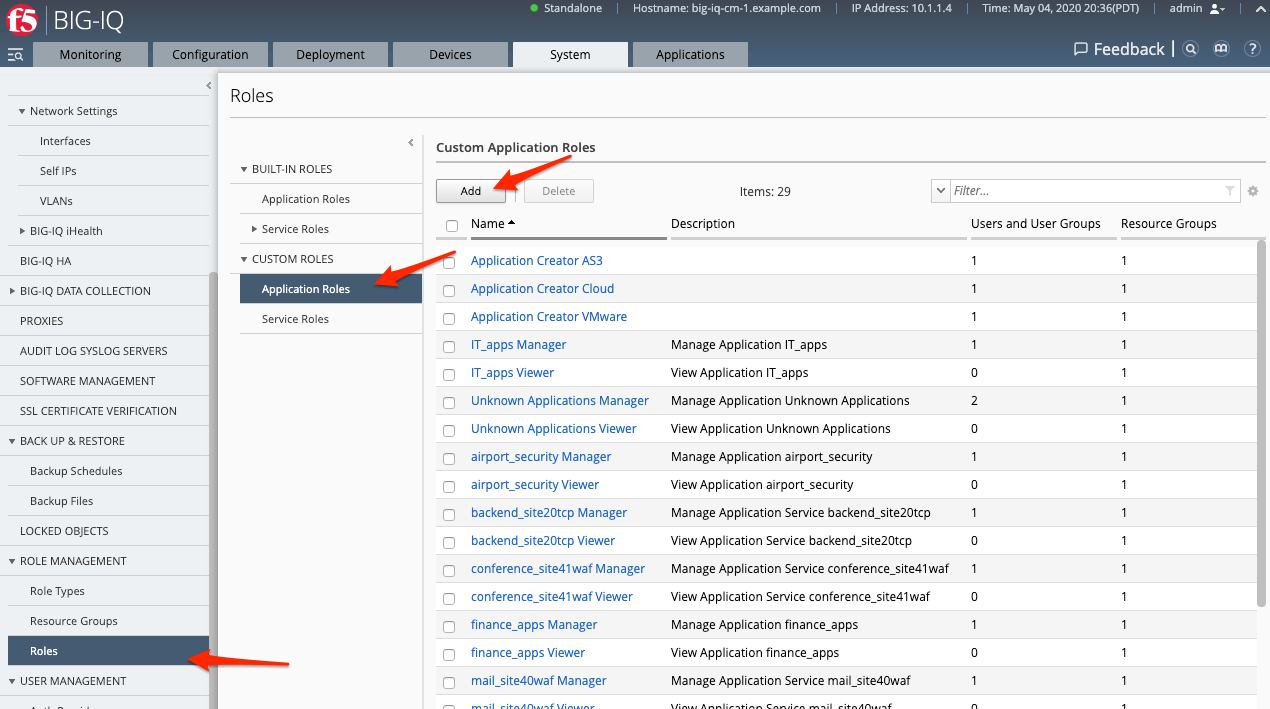 f5 BIG-IQ
Standalone Hostname: big-iq-cm-1.example.com IP Address: 10.1.1.4 Time: May 04, 2020 20:36(PDT) admin
Monitoring Configuration Deployment Devices System Applications
Feedback ?
Network Settings
Interfaces
Self IPs
VLANs
BIG-IQ iHealth
BIG-IQ HA
BIG-IQ DATA COLLECTION
PROXIES
AUDIT LOG SYSLOG SERVERS
SOFTWARE MANAGEMENT
SSL CERTIFICATE VERIFICATION
BACK UP & RESTORE
Backup Schedules
Backup Files
LOCKED OBJECTS
ROLE MANAGEMENT
Role Types
Resource Groups
Roles
USER MANAGEMENT
Roles
BUILT-IN ROLES
Application Roles
Service Roles
CUSTOM ROLES
Application Roles
Service Roles
Custom Application Roles
Add Delete Items: 29 Filter...
Name Description Users and User Groups Resource Groups
Application Creator AS3 1 1
Application Creator Cloud 1 1
Application Creator VMware 1 1
IT_apps Manager Manage Application IT_apps 1 1
IT_apps Viewer View Application IT_apps 0 1
Unknown Applications Manager Manage Application Unknown Applications 2 1
Unknown Applications Viewer View Application Unknown Applications 0 1
airport_security Manager Manage Application airport_security 1 1
airport_security Viewer View Application airport_security 0 1
backend_site20tcp Manager Manage Application Service backend_site20tcp 1 1
backend_site20tcp Viewer View Application Service backend_site20tcp 0 1
conference_site41waf Manager Manage Application Service conference_site41waf 1 1
conference_site41waf Viewer View Application Service conference_site41waf 0 1
finance_apps Manager Manage Application finance_apps 1 1
finance_apps Viewer View Application finance_apps 0 1
mail_site40waf Manager Manage Application Service mail_site40waf 1 1
mail_site40waf Viewer View Application Service mail_site40waf 0 1